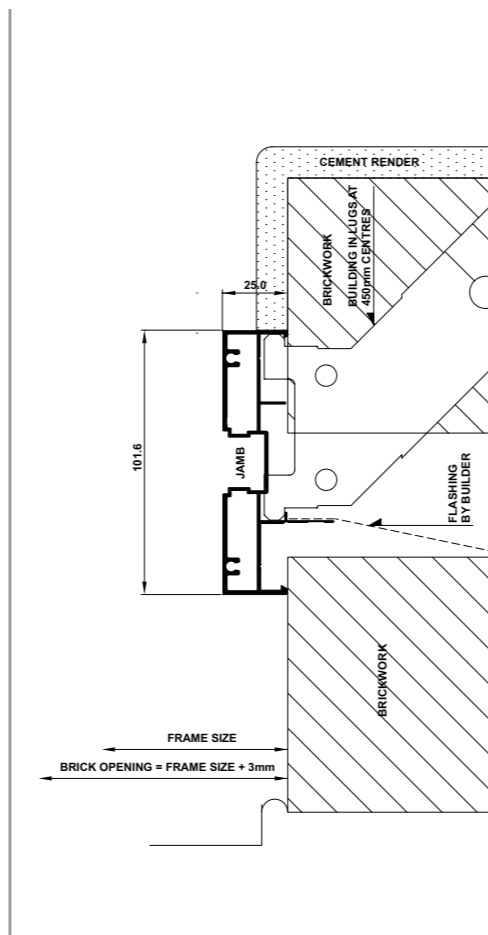 CEMENT RENDER
BRICKWORK
BUILDING IN LUGS AT
450mm CENTRES
25.0
101.6
JAMB
FLASHING
BY BUILDER
BRICKWORK
FRAME SIZE
BRICK OPENING = FRAME SIZE + 3mm